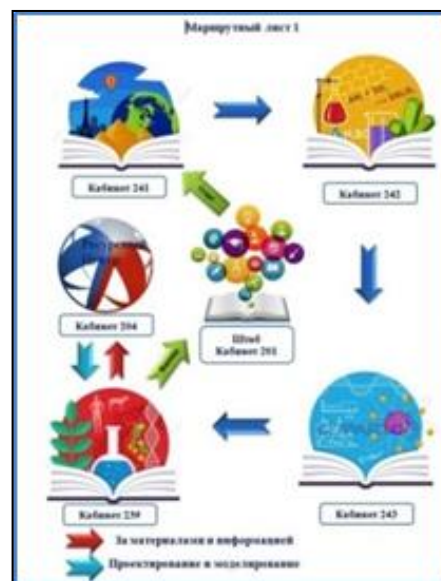 Маршрутный лист 1
Кабинет 241
Кабинет 242
Кабинет 204
Штаб
Кабинет 201
Кабинет 239
Кабинет 243
За материалами и информацией
Проектирование и моделирование